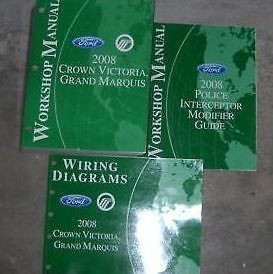 WORKSHOP MANUAL
Ford
2008
CROWN VICTORIA,
GRAND MARQUIS
WORKSHOP MANUAL
Ford
2008
POLICE
INTERCEPTOR
MODIFIER
GUIDE
WIRING
DIAGRAMS
Ford
2008
CROWN VICTORIA,
GRAND MARQUIS